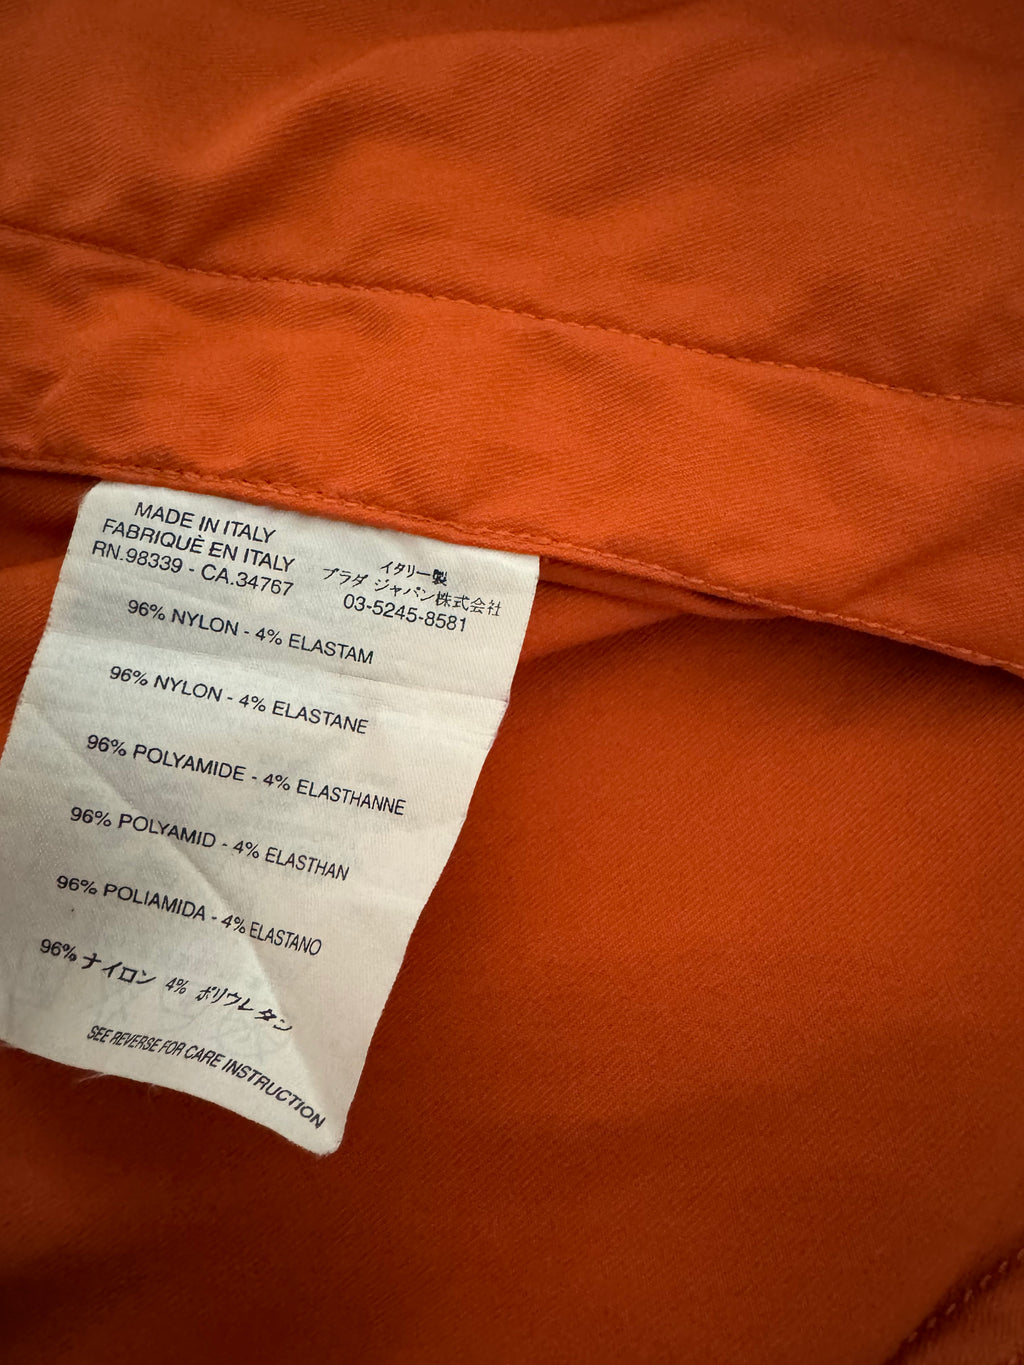 MADE IN ITALY
FABRIQUÈ EN ITALY
RN.98339 - CA.34767
イタリー製
プラダ ジャパン株式会社
03-5245-8581
96% NYLON - 4% ELASTAM
96% NYLON - 4% ELASTANE
96% POLYAMIDE - 4% ELASTHANNE
96% POLYAMID - 4% ELASTHAN
96% POLIAMIDA - 4% ELASTANO
96% ナイロン 4% ポリウレタン
SEE REVERSE FOR CARE INSTRUCTION